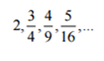 2, 3/4, 4/9, 5/16, ...